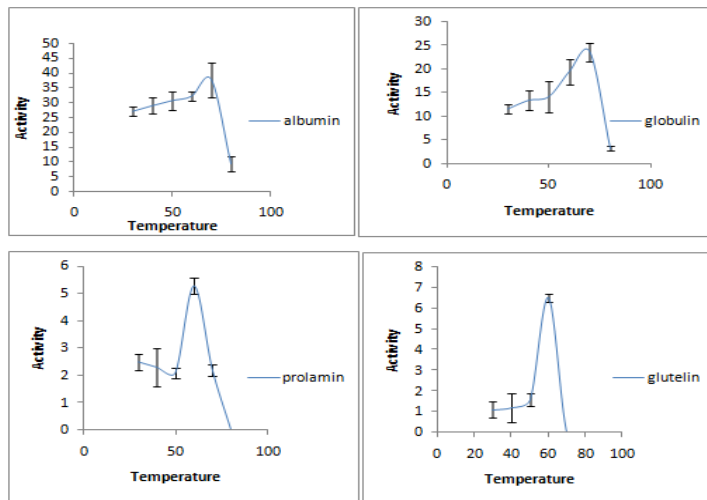 50
45
40
35
30
25
20
15
10
5
0
Activity
albumin
0 50 100
Temperature
30
25
20
15
10
5
0
Activity
globulin
0 50 100
Temperature
6
5
4
3
2
1
0
Activity
prolamin
0 50 100
Temperature
8
7
6
5
4
3
2
1
0
Activity
glutelin
0 20 40 60 80 100
Temperature